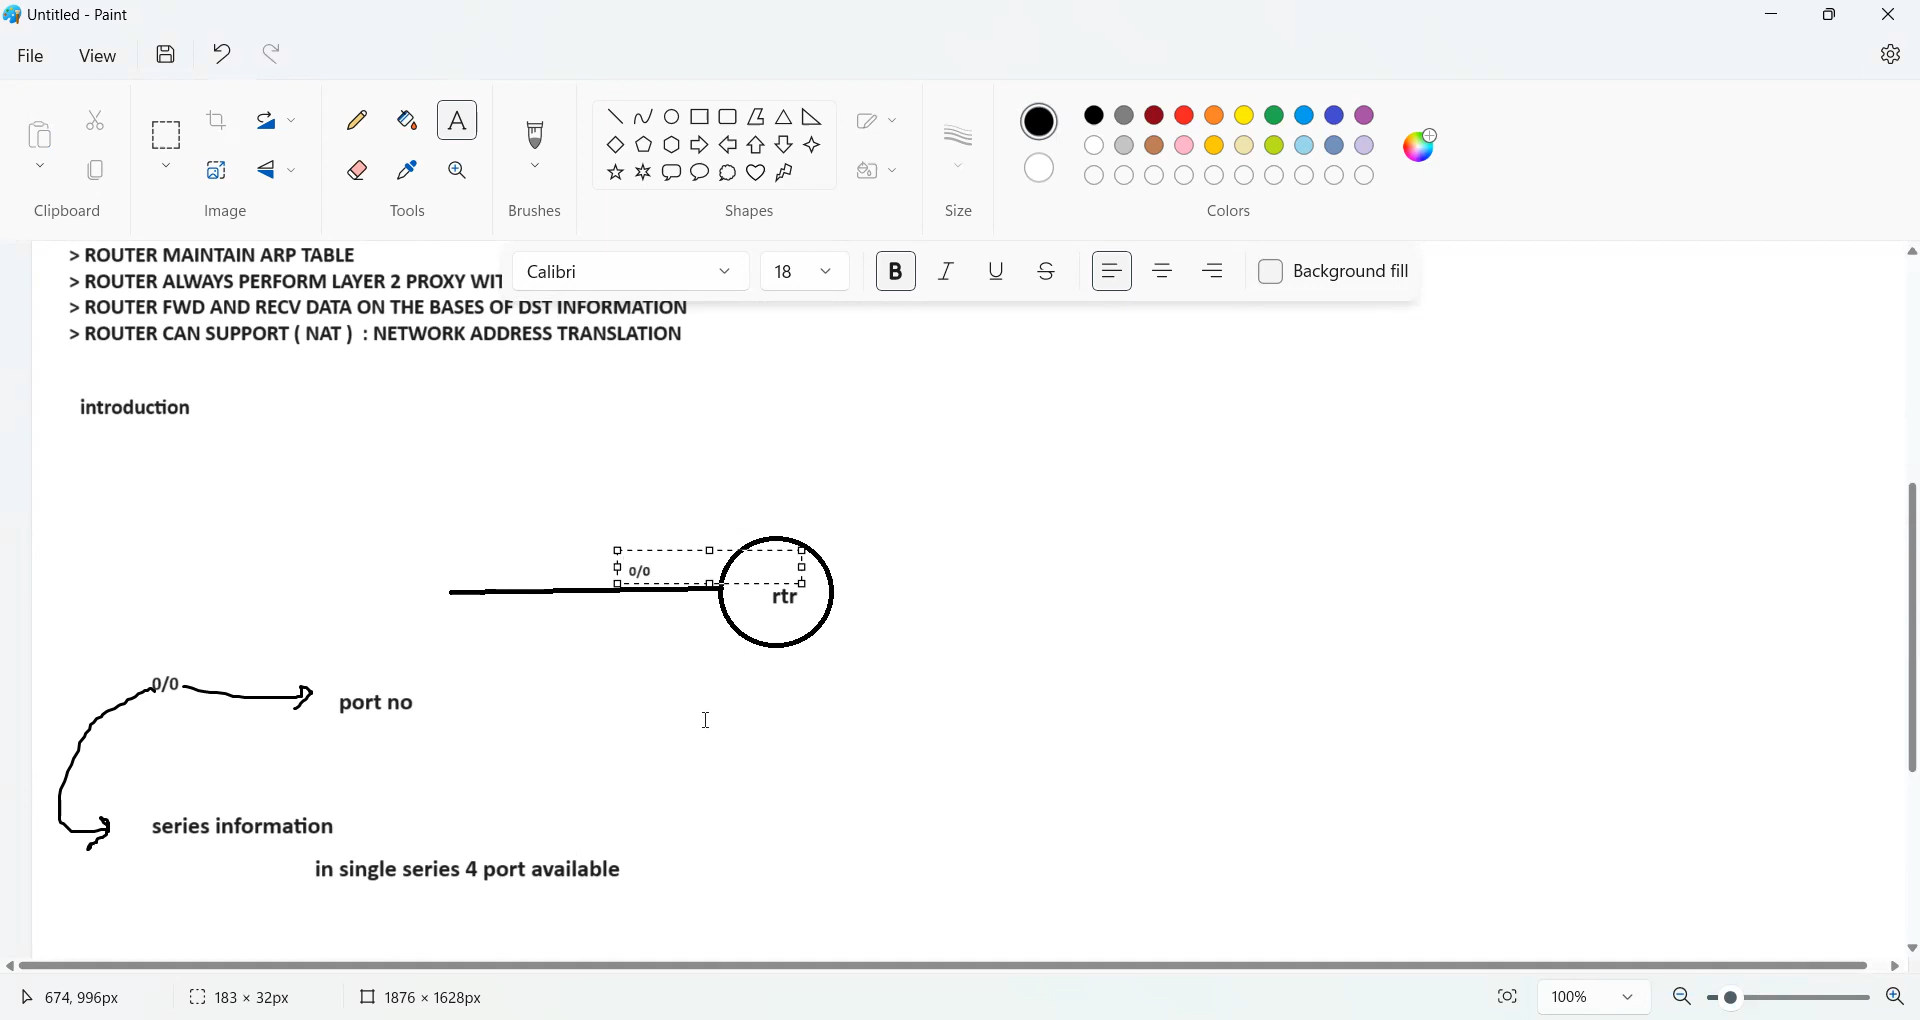 Untitled - Paint
File
View
Clipboard
Image
Tools
Brushes
Shapes
Size
Colors
Calibri
18
B
I
U
S
Background fill
> ROUTER MAINTAIN ARP TABLE
> ROUTER ALWAYS PERFORM LAYER 2 PROXY WIT
> ROUTER FWD AND RECV DATA ON THE BASES OF DST INFORMATION
> ROUTER CAN SUPPORT ( NAT )  : NETWORK ADDRESS TRANSLATION
introduction
0/0
rtr
0/0
port no
series information
in single series 4 port available
674, 996px
183 × 32px
1876 × 1628px
100%